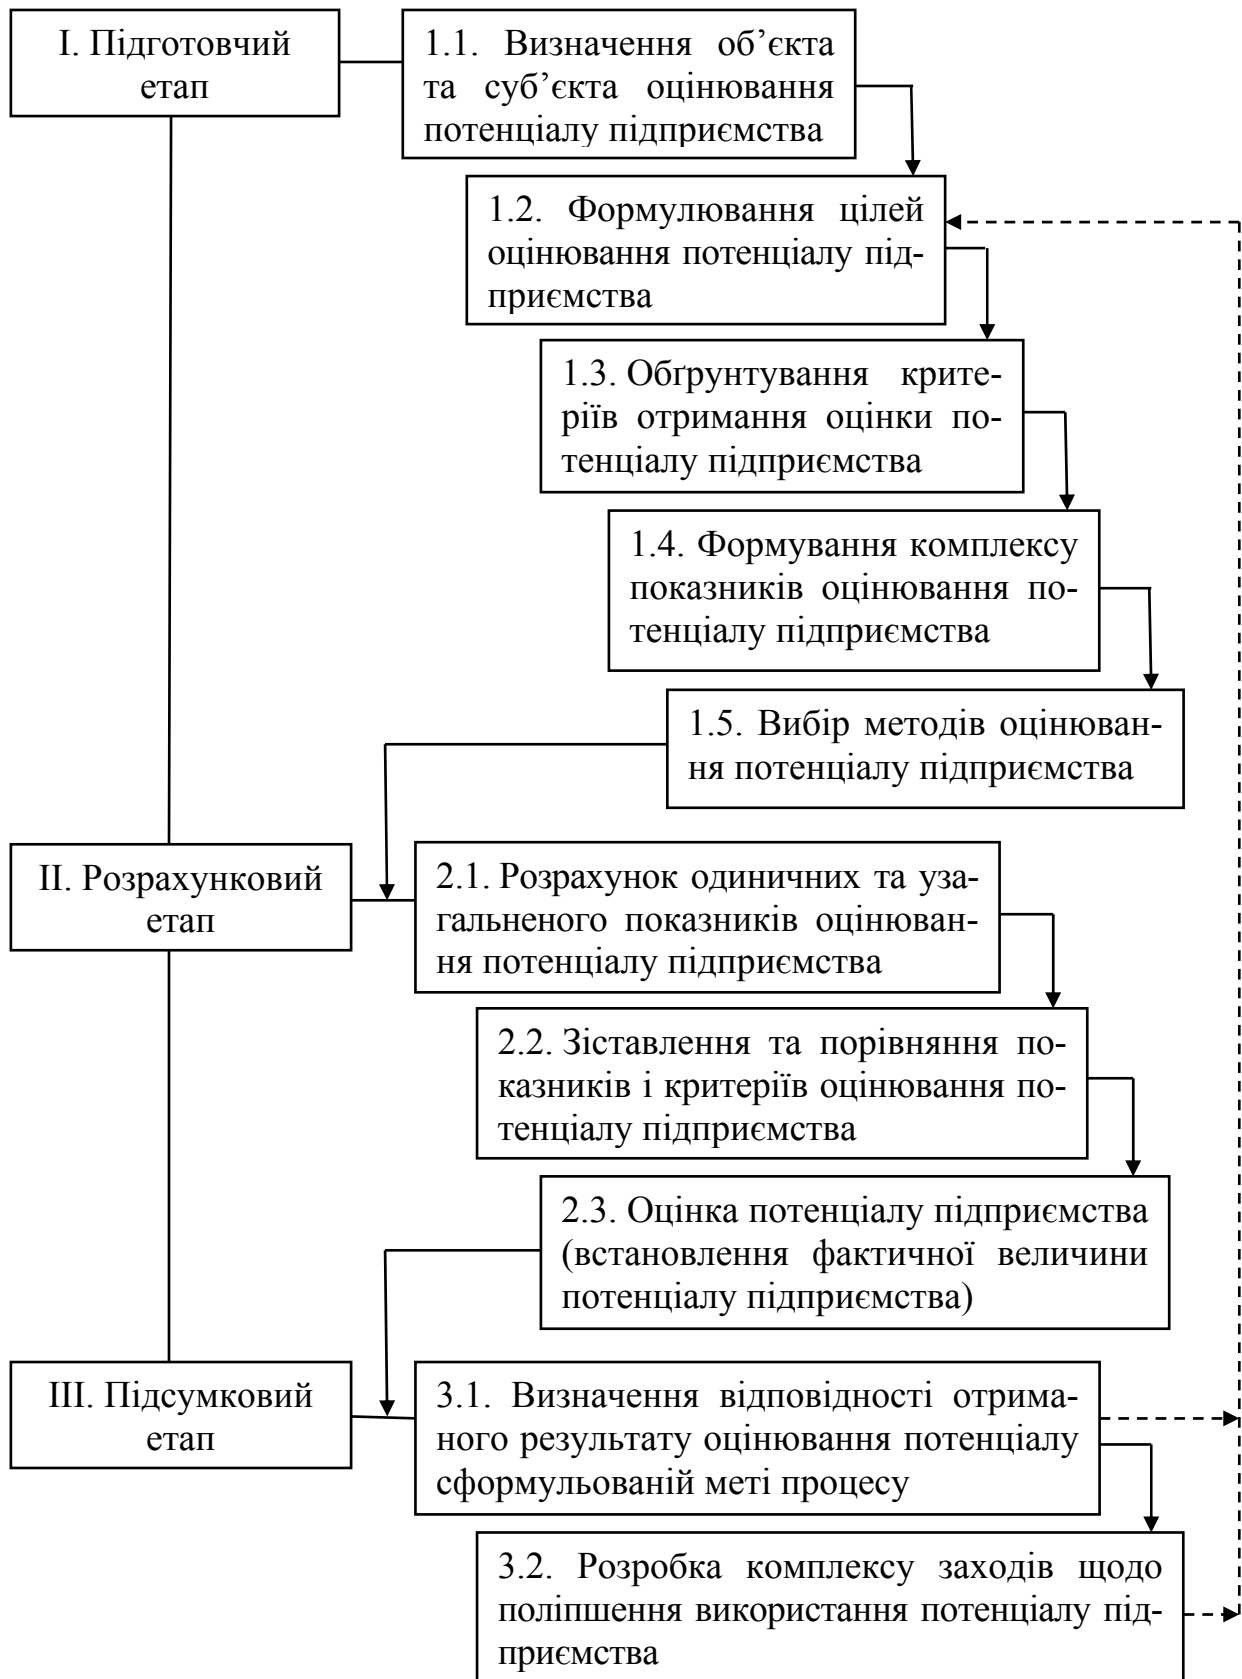 І. Підготовчий
етап
1.1. Визначення об’єкта
та суб’єкта оцінювання
потенціалу підприємства
1.2. Формулювання цілей
оцінювання потенціалу під-
приємства
1.3. Обґрунтування крите-
ріїв отримання оцінки по-
тенціалу підприємства
1.4. Формування комплексу
показників оцінювання по-
тенціалу підприємства
1.5. Вибір методів оцінюван-
ня потенціалу підприємства
ІІ. Розрахунковий
етап
2.1. Розрахунок одиничних та уза-
гальненого показників оцінюван-
ня потенціалу підприємства
2.2. Зіставлення та порівняння по-
казників і критеріїв оцінювання по-
тенціалу підприємства
2.3. Оцінка потенціалу підприємства
(встановлення фактичної величини
потенціалу підприємства)
ІІІ. Підсумковий
етап
3.1. Визначення відповідності отрима-
ного результату оцінювання потенціалу
сформульованій меті процесу
3.2. Розробка комплексу заходів щодо
поліпшення використання потенціалу під-
приємства